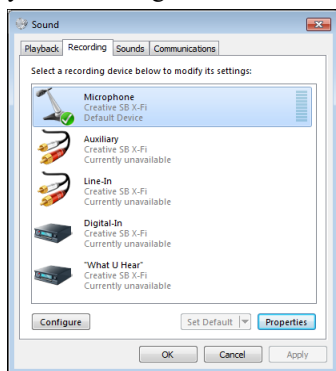 Sound
Playback Recording Sounds Communications
Select a recording device below to modify its settings:
Microphone
Creative SB X-Fi
Default Device
Auxiliary
Creative SB X-Fi
Currently unavailable
Line-In
Creative SB X-Fi
Currently unavailable
Digital-In
Creative SB X-Fi
Currently unavailable
"What U Hear"
Creative SB X-Fi
Currently unavailable
Configure Set Default Properties
OK Cancel Apply